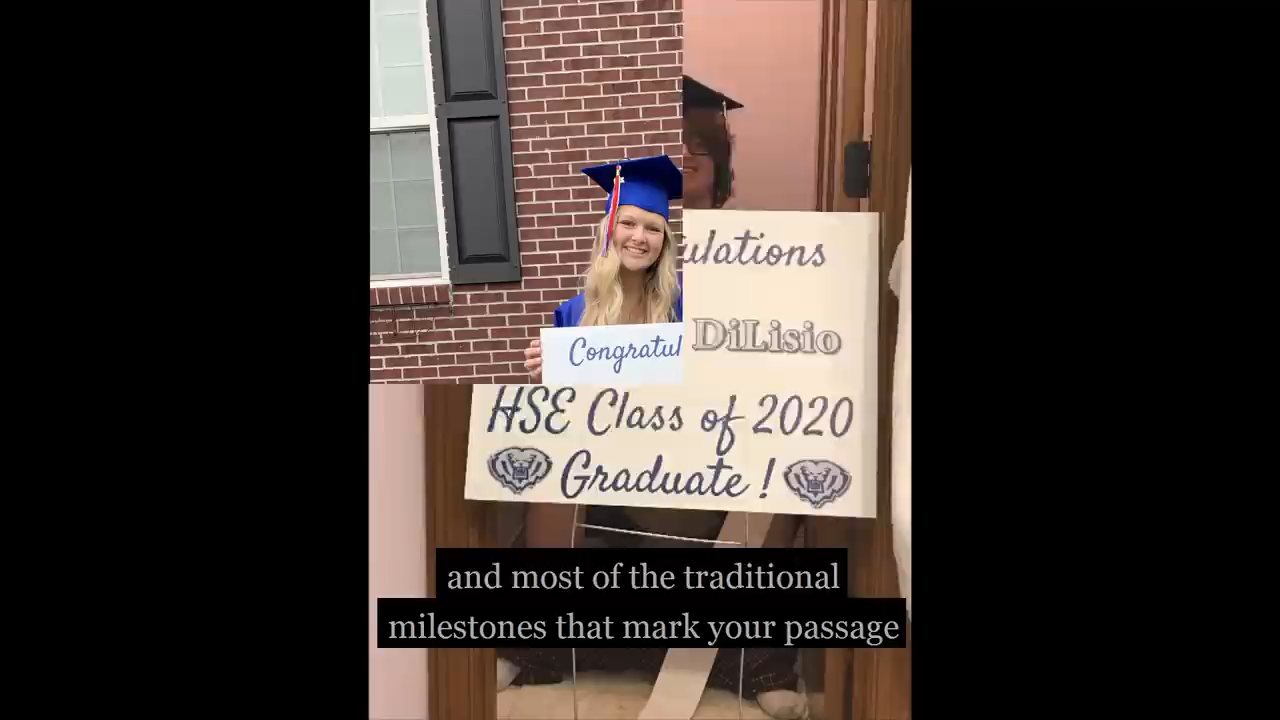 ulations
DiLisio
Congratul
HSE Class of 2020
Graduate !
and most of the traditional
milestones that mark your passage